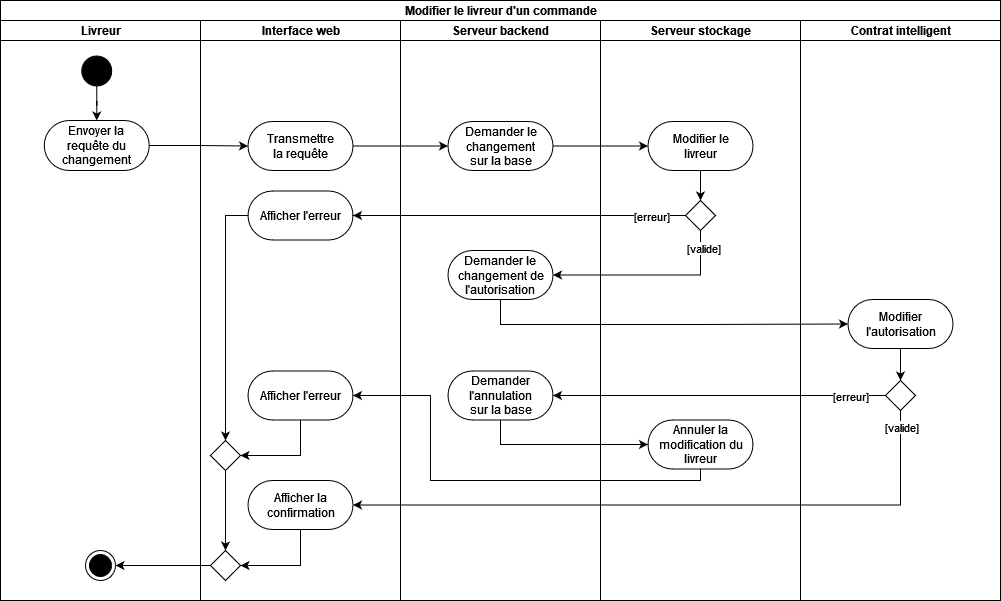 Modifier le livreur d'un commande
Livreur
Interface web
Serveur backend
Serveur stockage
Contrat intelligent
Envoyer la
requête du
changement
Transmettre
la requête
Demander le
changement
sur la base
Modifier le
livreur
Afficher l'erreur
[erreur]
[valide]
Demander le
changement de
l'autorisation
Modifier
l'autorisation
Afficher l'erreur
Demander
l'annulation
sur la base
[erreur]
[valide]
Annuler la
modification du
livreur
Afficher la
confirmation